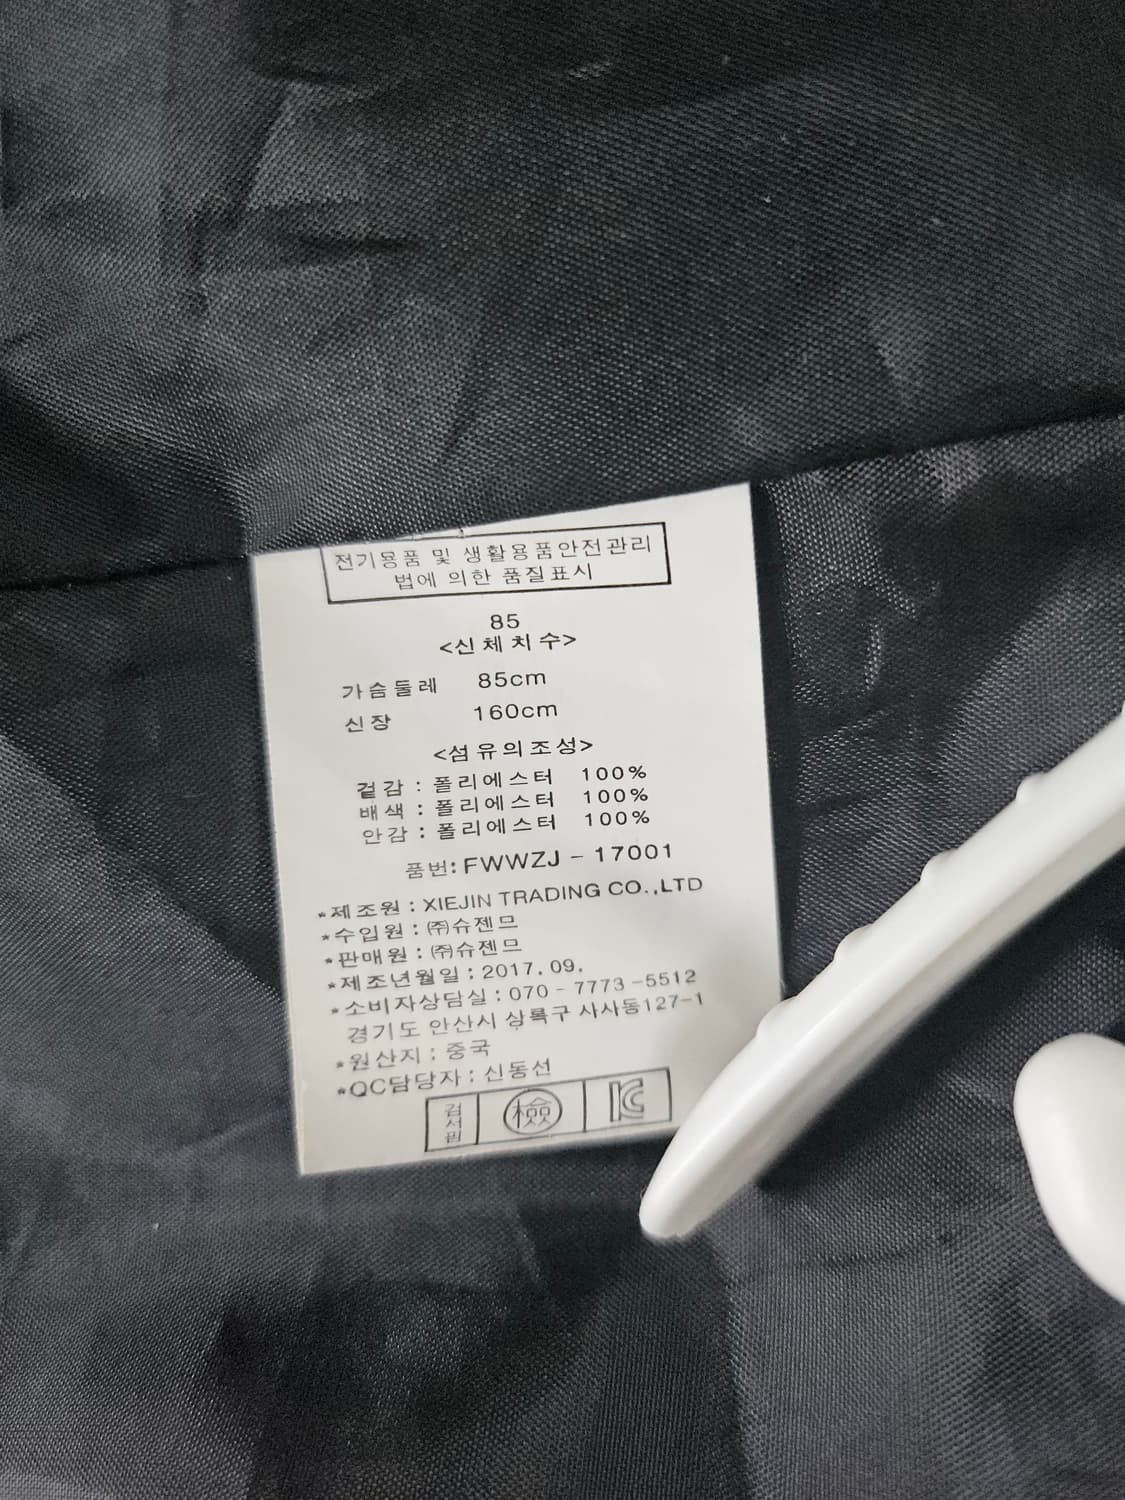 전기용품 및 생활용품안전관리
법에 의한 품질표시
85
<신체치수>
가슴둘레 85cm
신장 160cm
<섬유의조성>
겉감 : 폴리에스터 100%
배색 : 폴리에스터 100%
안감 : 폴리에스터 100%
품번: FWWZJ - 17001
*제조원 : XIEJIN TRADING CO.,LTD
*수입원 : ㈜슈젠므
*판매원 : ㈜슈젠므
*제조년월일 : 2017. 09.
*소비자상담실 : 070 - 7773 -5512
경기도 안산시 상록구 사사동127-1
*원산지 : 중국
*QC담당자 : 신동선
검사필 檢 KC